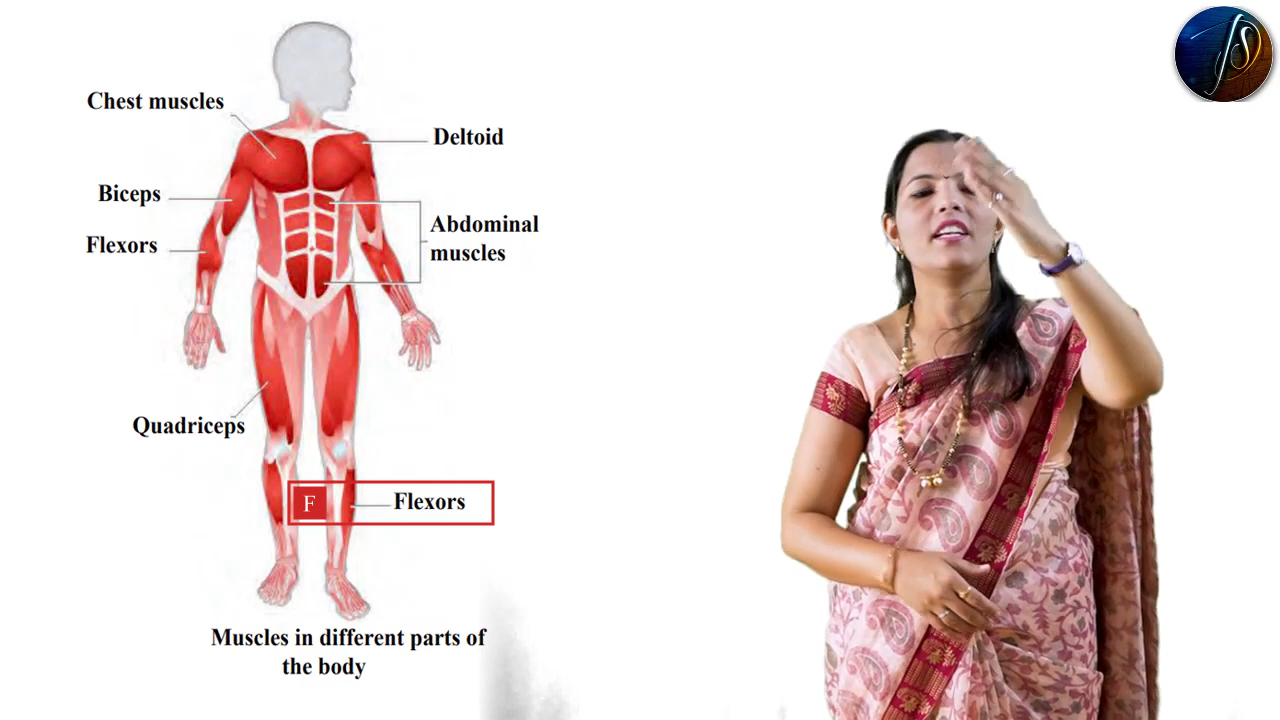 Chest muscles
Deltoid
Biceps
Abdominal
muscles
Flexors
Quadriceps
F
Flexors
Muscles in different parts of
the body